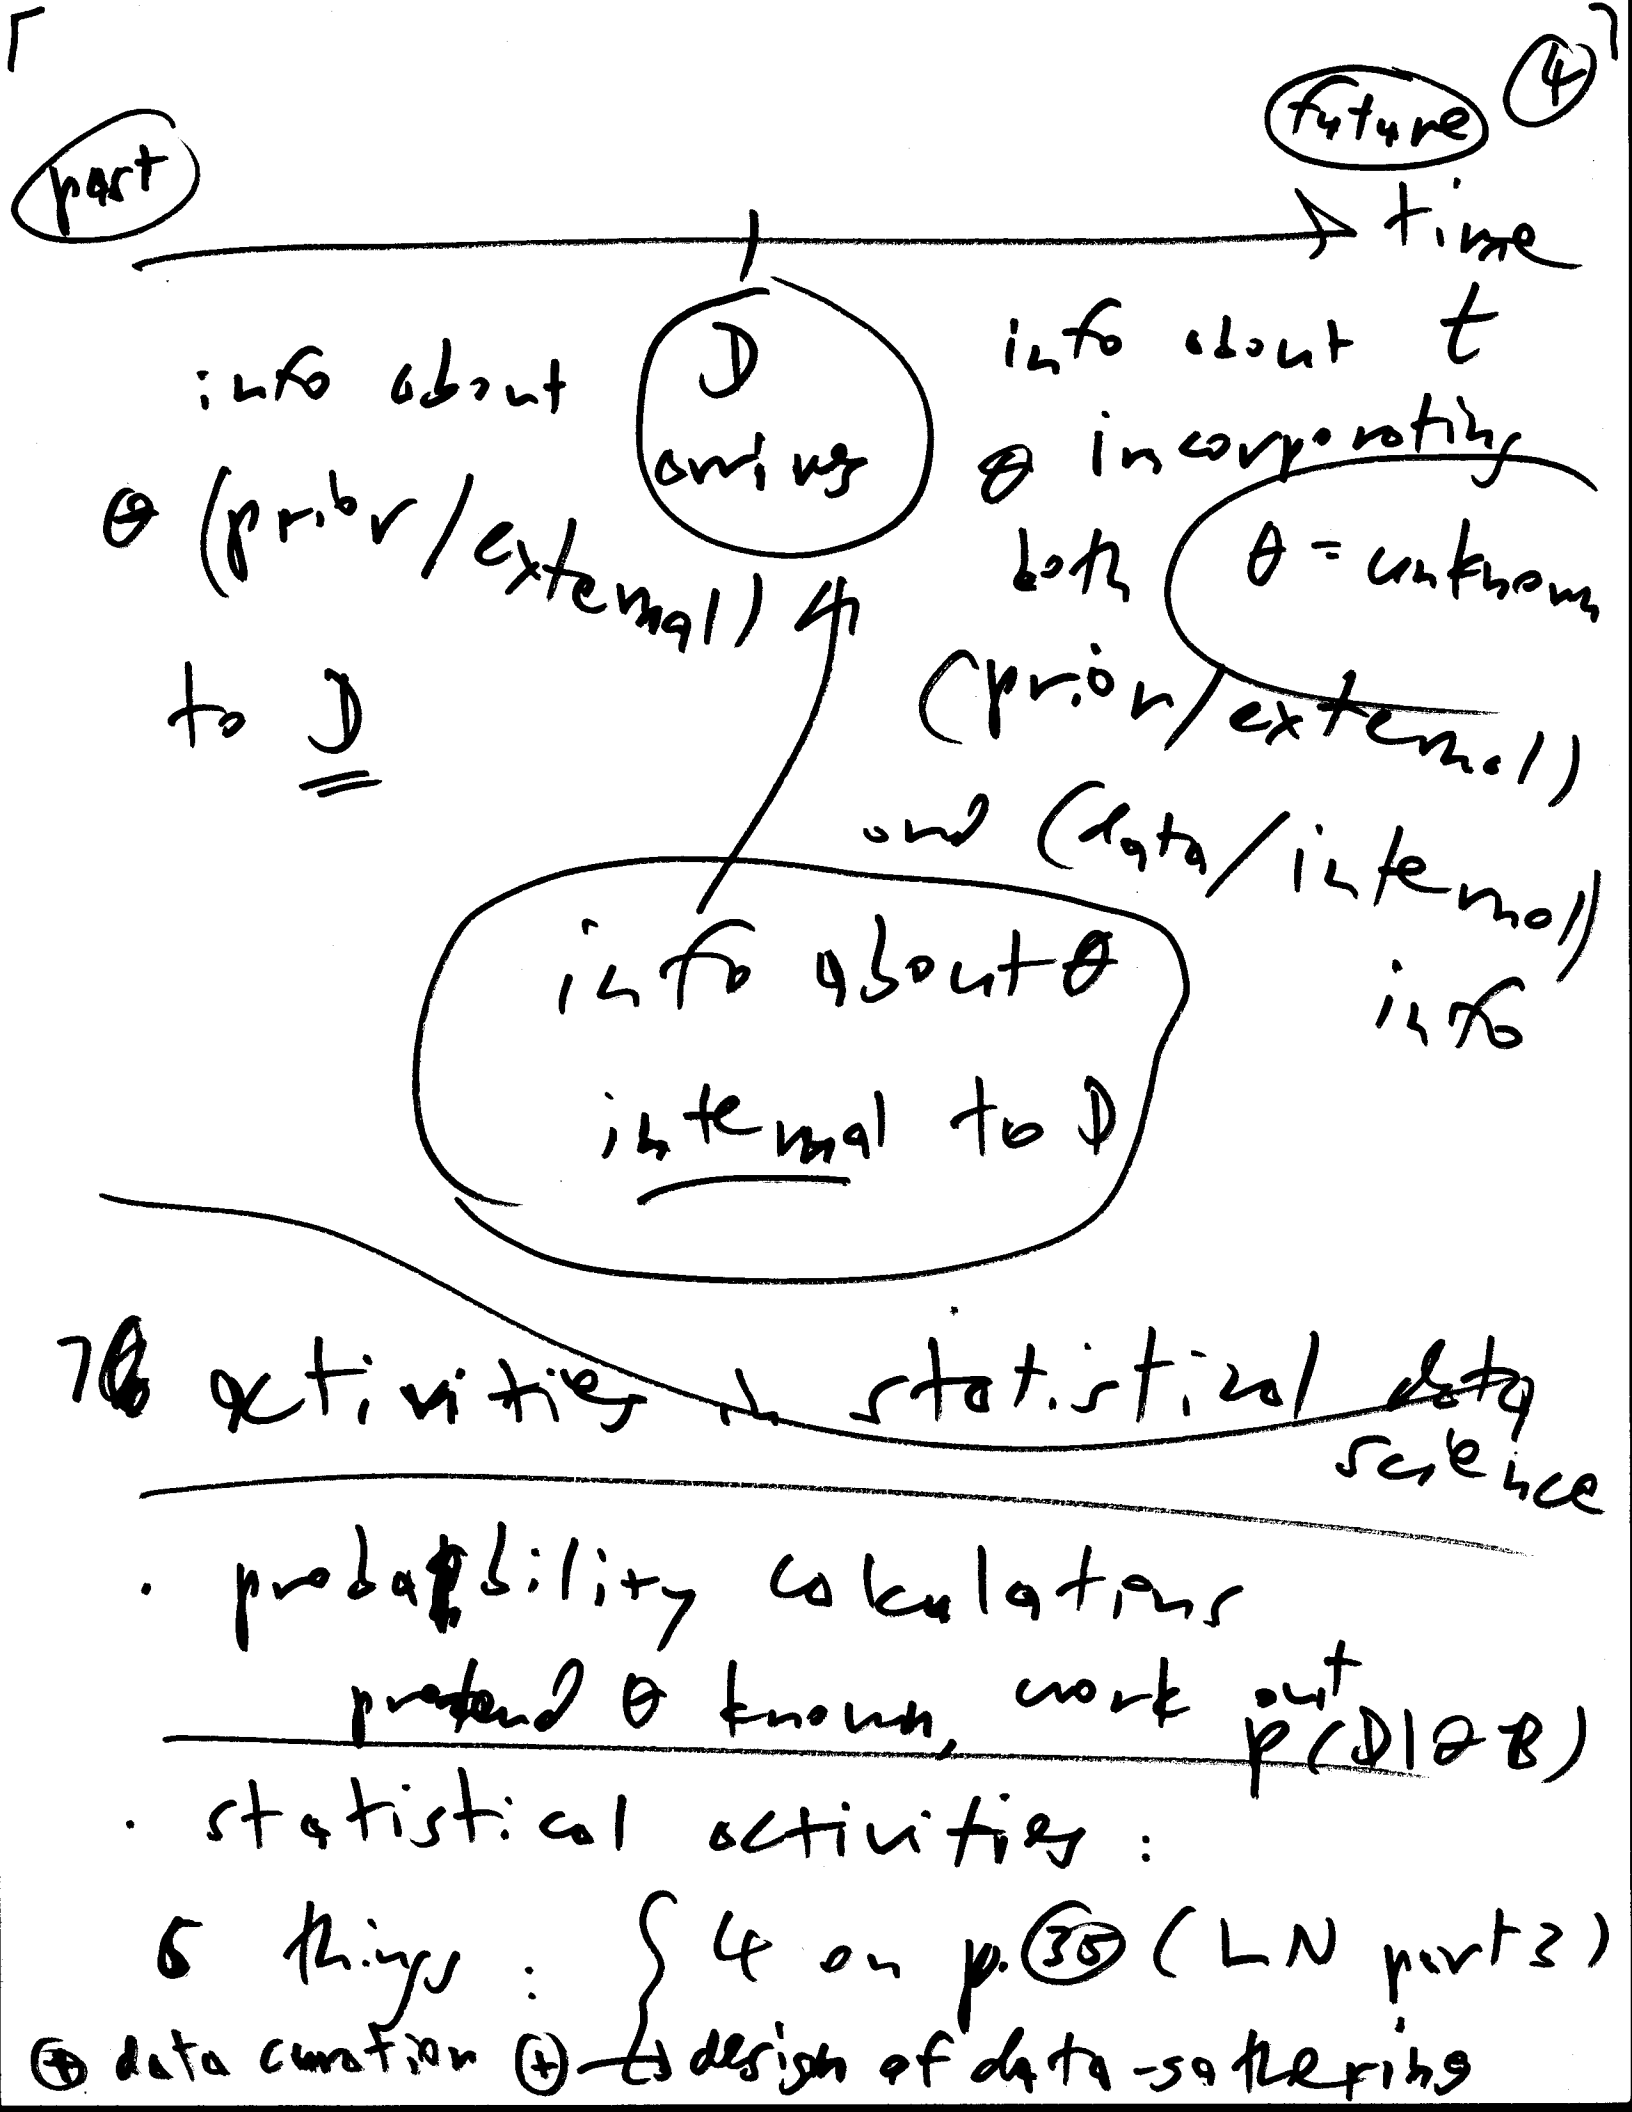 ④
past
future
time
t
info about
θ (prior/external)
to D
D
arrives
info about
θ incorporating
both
θ = unknown
(prior/external)
and (data/internal)
info
info about θ
internal to D
activities in statistical data
science
· probability calculations
pretend θ known, work out
p(D|θ B)
· statistical activities:
6 things: { 4 on p. ㉟ (LN part 3)
⊕ data curation ⊕ → design of data-gathering